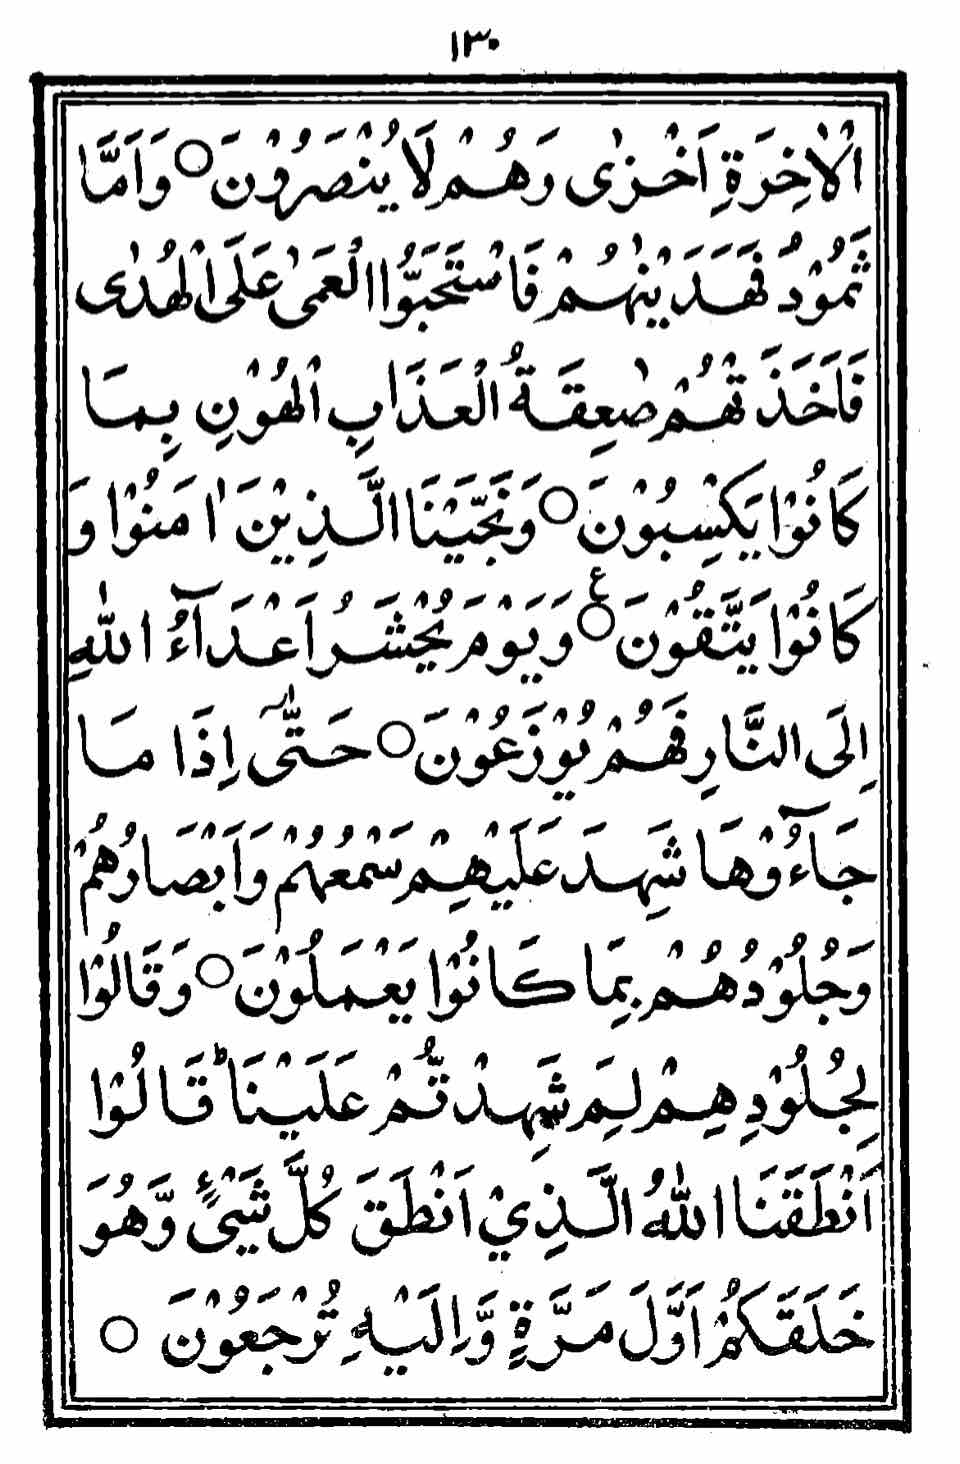 ١٣٠
الْاٰخِرَةِ اَخْزٰى وَهُمْ لَا يُنْصَرُوْنَ ○ وَاَمَّا
ثَمُوْدُ فَهَدَيْنٰهُمْ فَاسْتَحَبُّوا الْعَمٰى عَلَى الْهُدٰى
فَاَخَذَتْهُمْ صٰعِقَةُ الْعَذَابِ الْهُوْنِ بِمَا
كَانُوْا يَكْسِبُوْنَ ○ وَنَجَّيْنَا الَّذِيْنَ اٰمَنُوْا وَ
كَانُوْا يَتَّقُوْنَ ○ع وَيَوْمَ يُحْشَرُ اَعْدَآءُ اللّٰهِ
اِلَى النَّارِ فَهُمْ يُوْزَعُوْنَ ○ حَتّٰٓى اِذَا مَا
جَآءُوْهَا شَهِدَ عَلَيْهِمْ سَمْعُهُمْ وَاَبْصَارُهُمْ
وَجُلُوْدُهُمْ بِمَا كَانُوْا يَعْمَلُوْنَ ○ وَقَالُوْا
لِجُلُوْدِهِمْ لِمَ شَهِدْتُّمْ عَلَيْنَا ؕ قَالُوْٓا
اَنْطَقَنَا اللّٰهُ الَّذِيْ اَنْطَقَ كُلَّ شَيْءٍ وَّهُوَ
خَلَقَكُمْ اَوَّلَ مَرَّةٍ وَّاِلَيْهِ تُرْجَعُوْنَ ○